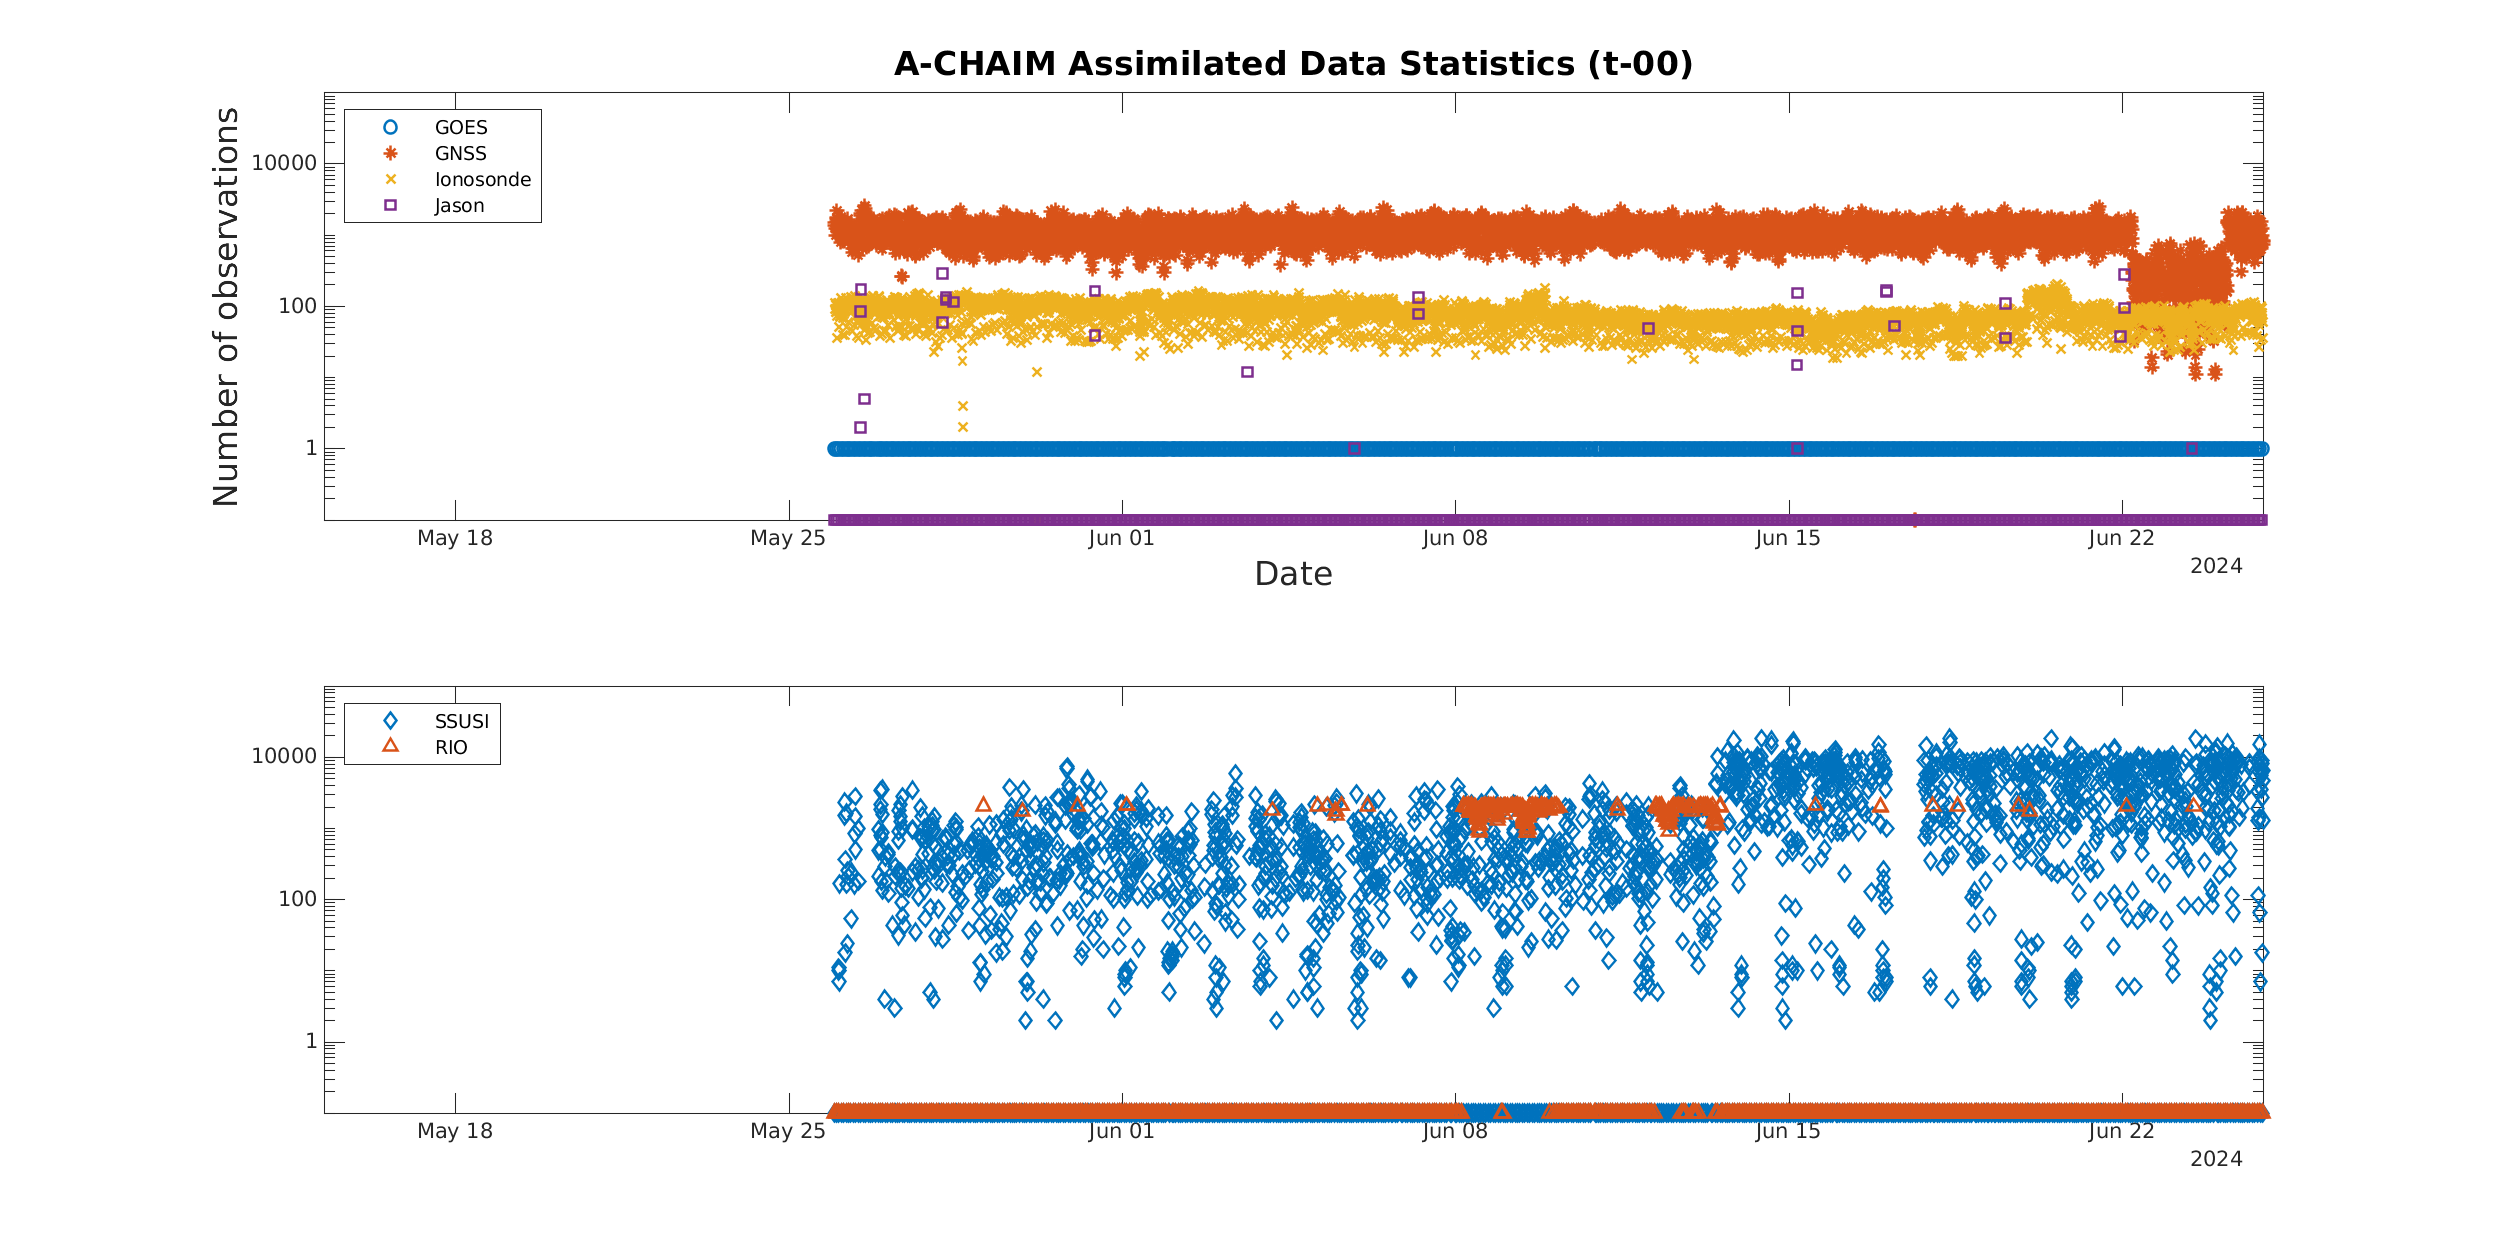 A-CHAIM Assimilated Data Statistics (t-00)
Number of observations
10000
100
1
GOES
GNSS
Ionosonde
Jason
May 18
May 25
Jun 01
Jun 08
Jun 15
Jun 22
2024
Date
10000
100
1
SSUSI
RIO
May 18
May 25
Jun 01
Jun 08
Jun 15
Jun 22
2024